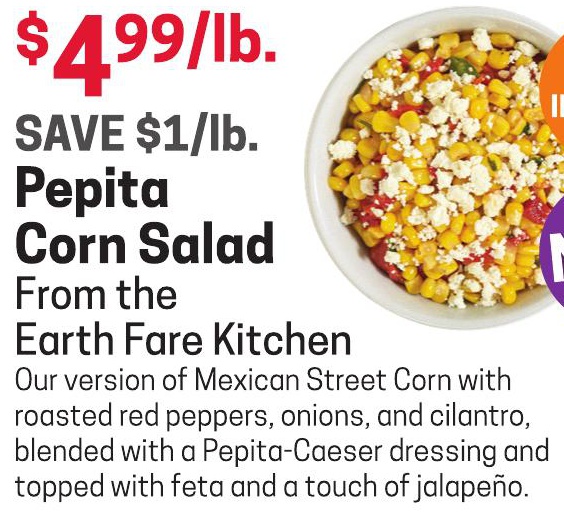 $4.99/lb.
SAVE $1/lb.
Pepita
Corn Salad
From the
Earth Fare Kitchen
Our version of Mexican Street Corn with
roasted red peppers, onions, and cilantro,
blended with a Pepita-Caeser dressing and
topped with feta and a touch of jalapeño.